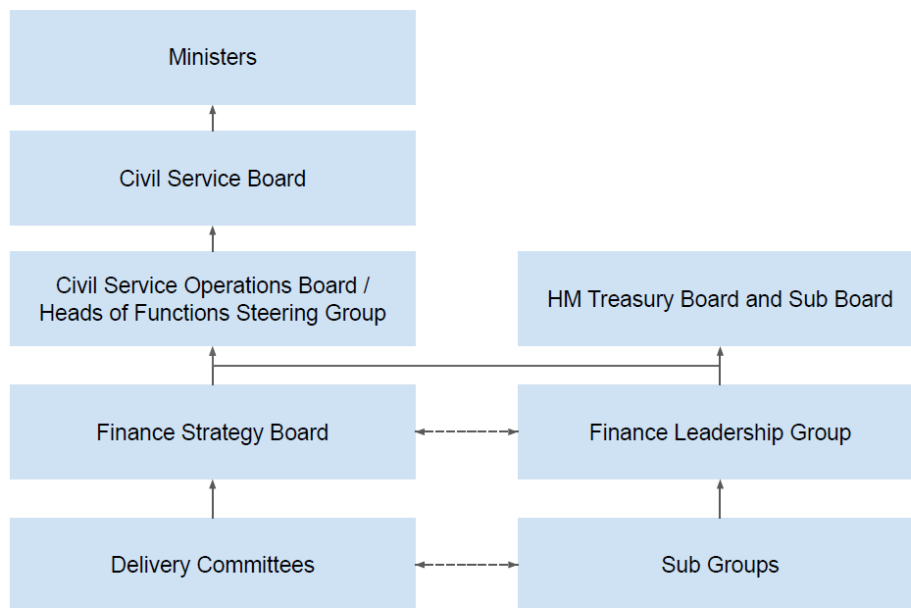 Ministers
Civil Service Board
Civil Service Operations Board /
Heads of Functions Steering Group
HM Treasury Board and Sub Board
Finance Strategy Board
Finance Leadership Group
Delivery Committees
Sub Groups